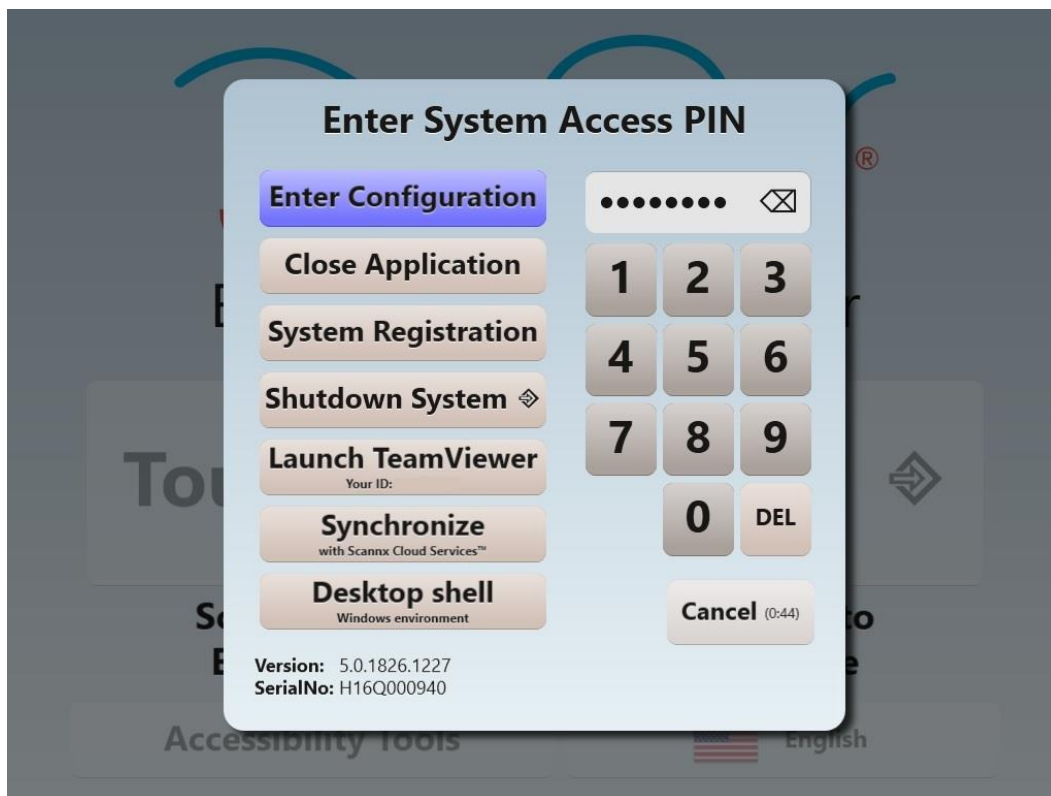 Enter System Access PIN
®
Enter Configuration
Close Application
System Registration
Shutdown System
Launch TeamViewer
Your ID:
Synchronize
with Scannx Cloud Services™
Desktop shell
Windows environment
1 2 3
4 5 6
7 8 9
0 DEL
Cancel (0:44)
Version: 5.0.1826.1227
SerialNo: H16Q000940
Accessibility Tools
English